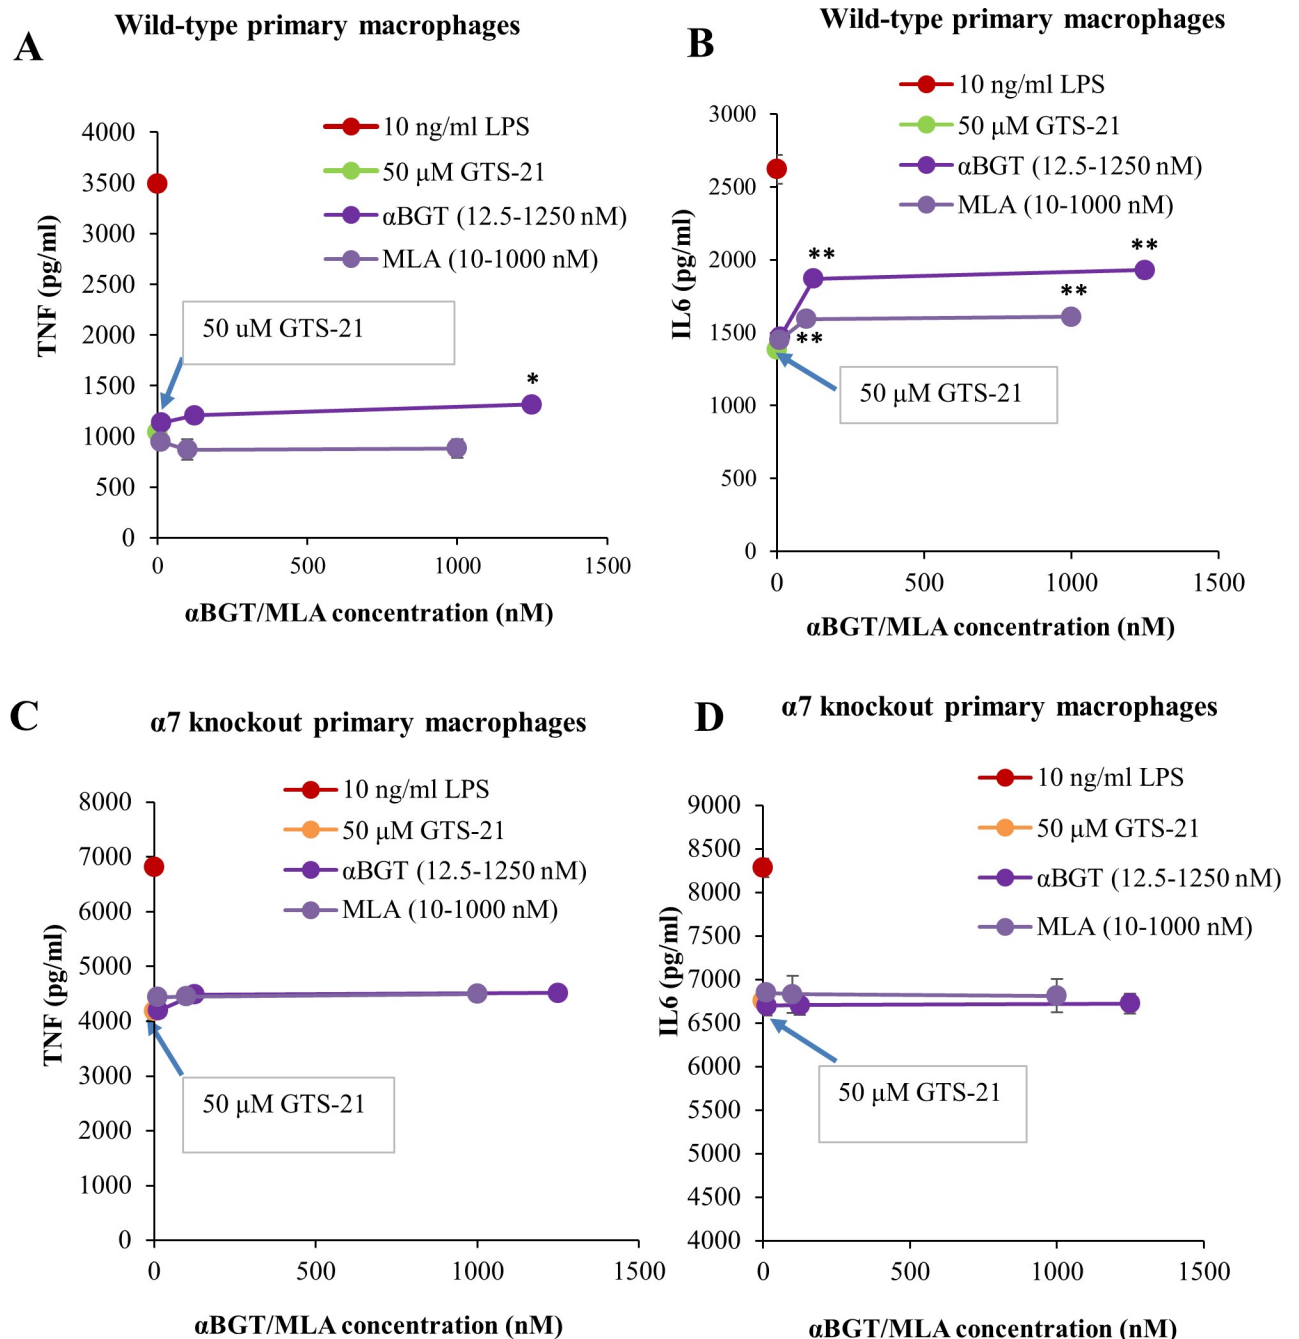 A
Wild-type primary macrophages
10 ng/ml LPS
50 μM GTS-21
αBGT (12.5-1250 nM)
MLA (10-1000 nM)
TNF (pg/ml)
4000
3500
3000
2500
2000
1500
1000
500
0
50 uM GTS-21
*
0
500
1000
1500
αBGT/MLA concentration (nM)
B
Wild-type primary macrophages
10 ng/ml LPS
50 μM GTS-21
αBGT (12.5-1250 nM)
MLA (10-1000 nM)
IL6 (pg/ml)
3000
2500
2000
1500
1000
500
0
**
**
**
**
50 μM GTS-21
0
500
1000
1500
αBGT/MLA concentration (nM)
C
α7 knockout primary macrophages
10 ng/ml LPS
50 μM GTS-21
αBGT (12.5-1250 nM)
MLA (10-1000 nM)
TNF (pg/ml)
8000
7000
6000
5000
4000
3000
2000
1000
0
50 μM GTS-21
0
500
1000
1500
αBGT/MLA concentration (nM)
D
α7 knockout primary macrophages
10 ng/ml LPS
50 μM GTS-21
αBGT (12.5-1250 nM)
MLA (10-1000 nM)
IL6 (pg/ml)
9000
8500
8000
7500
7000
6500
6000
5500
5000
4500
4000
50 μM GTS-21
0
500
1000
1500
αBGT/MLA concentration (nM)